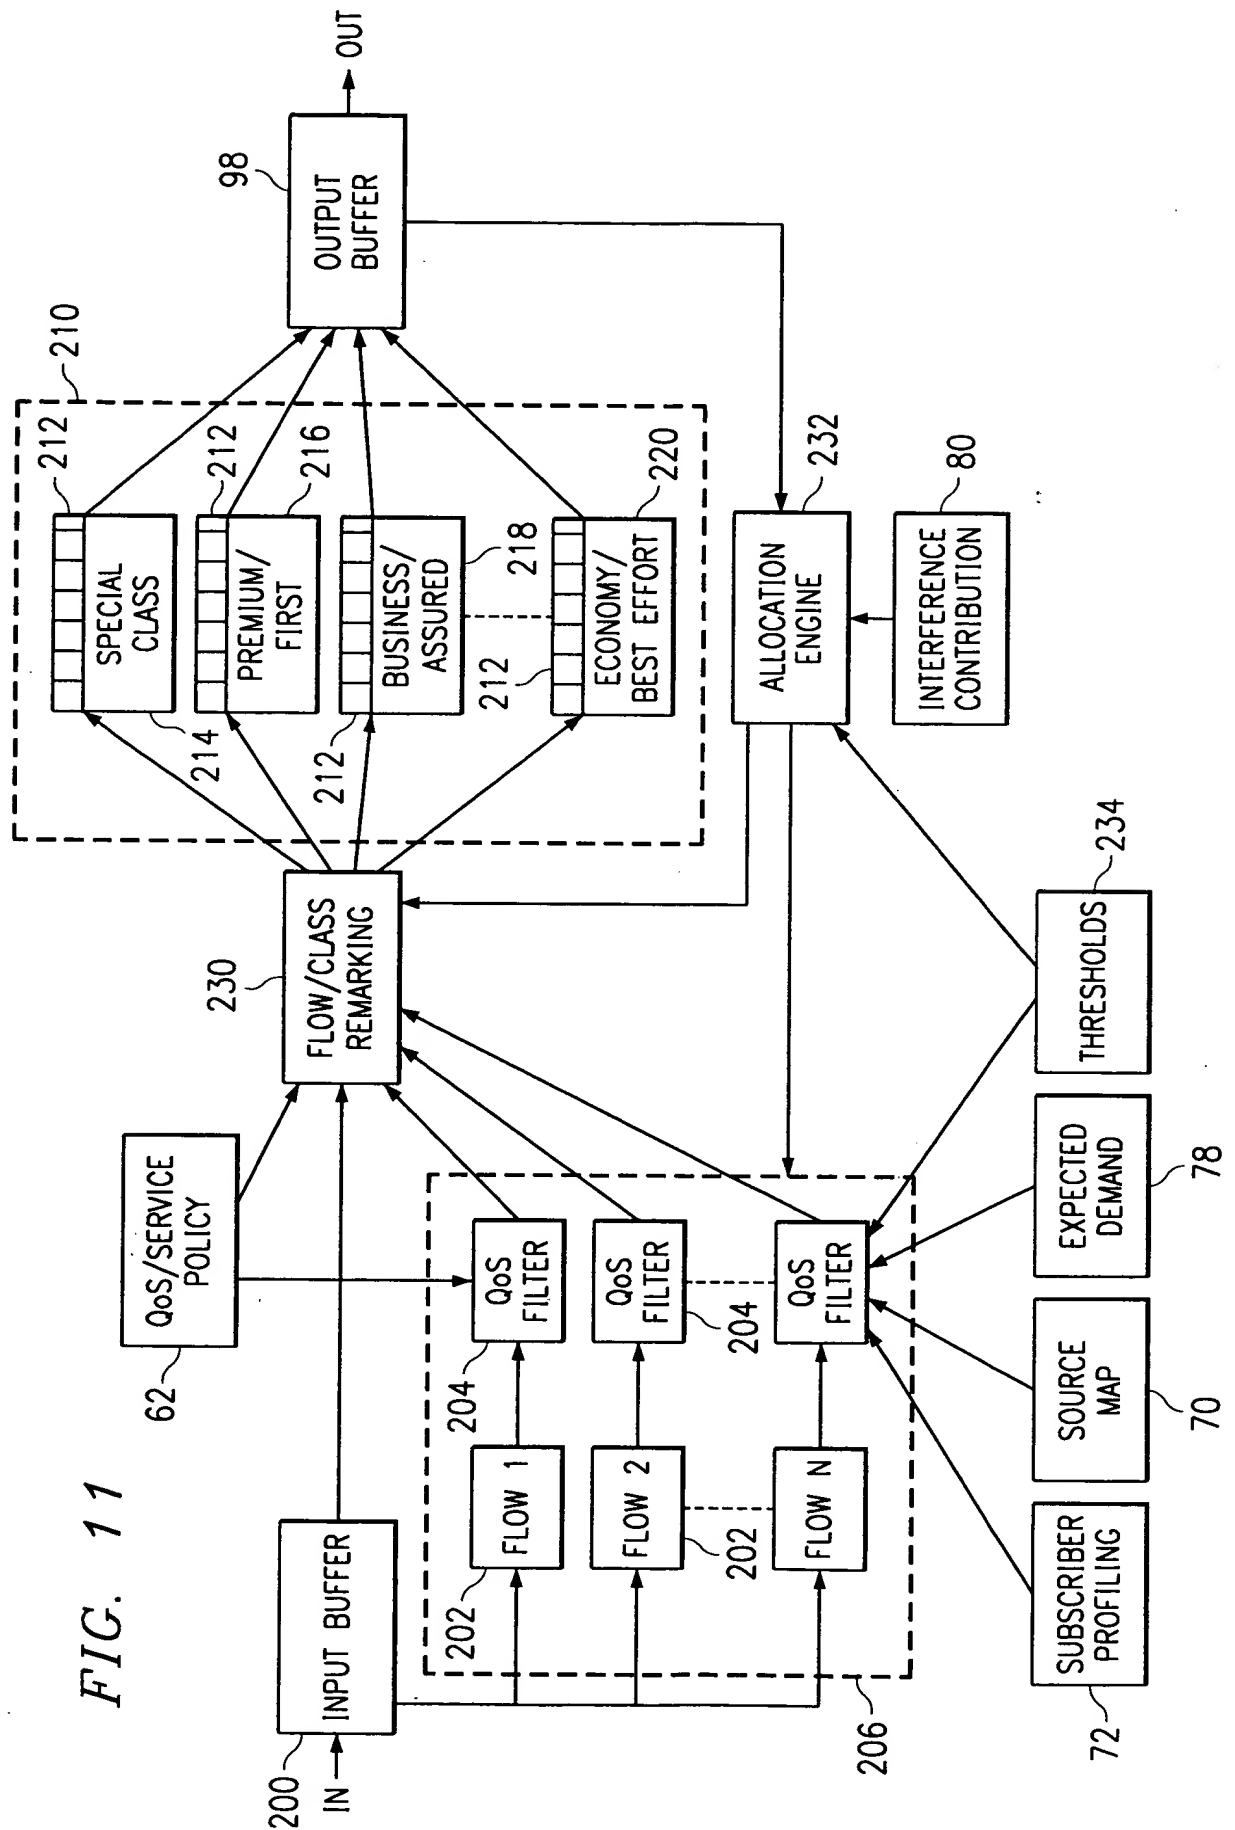 FIG. 11
IN
200
INPUT BUFFER
62
QoS/SERVICE
POLICY
230
FLOW/CLASS
REMARKING
210
212
SPECIAL
CLASS
214
212
PREMIUM/
FIRST
216
212
BUSINESS/
ASSURED
218
212
ECONOMY/
BEST EFFORT
220
98
OUTPUT
BUFFER
OUT
202
FLOW 1
204
QoS
FILTER
FLOW 2
202
QoS
FILTER
204
FLOW N
QoS
FILTER
206
ALLOCATION
ENGINE
232
INTERFERENCE
CONTRIBUTION
80
72
SUBSCRIBER
PROFILING
SOURCE
MAP
70
EXPECTED
DEMAND
78
THRESHOLDS
234